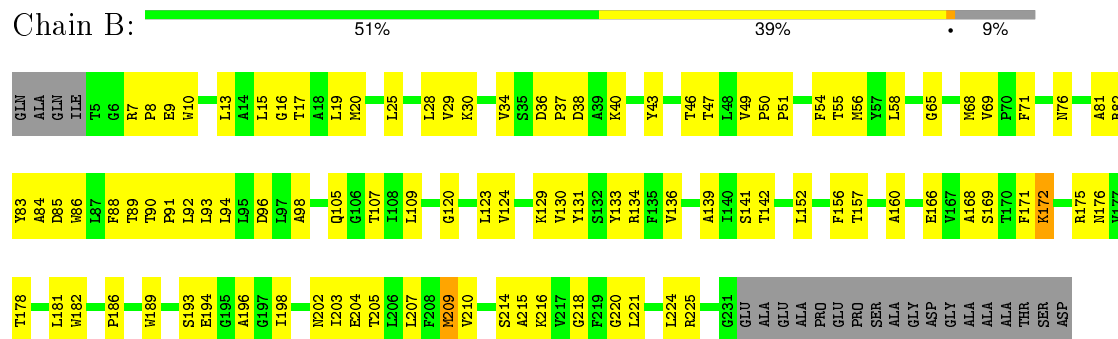 Chain B:
51% 39% • 9%
GLN ALA GLN ILE T5 G6 R7 P8 E9 W10 L13 A14 L15 G16 T17 A18 L19 M20 L25 L28 V29 K30 V34 S35 D36 P37 D38 A39 K40 Y43 T46 T47 L48 V49 P50 P51 F54 T55 M56 Y57 L58 G65 M68 V69 P70 F71 N76 A81 R82
Y83 A84 D85 W86 L87 F88 T89 T90 P91 L92 L93 L94 L95 D96 L97 A98 Q105 G106 T107 I108 L109 G120 L123 V124 K129 V130 Y131 S132 Y133 R134 F135 V136 A139 I140 S141 T142 L152 F156 T157 A160 E166 V167 A168 S169 T170 F171 K172 R175 N176 V177
T178 L181 W182 P186 W189 S193 E194 G195 A196 G197 I198 N202 I203 E204 T205 L206 L207 F208 M209 V210 S214 A215 K216 V217 G218 F219 G220 L221 L224 R225 G231 GLU ALA GLU ALA PRO GLU PRO SER ALA GLY ASP GLY ALA ALA ALA THR SER ASP